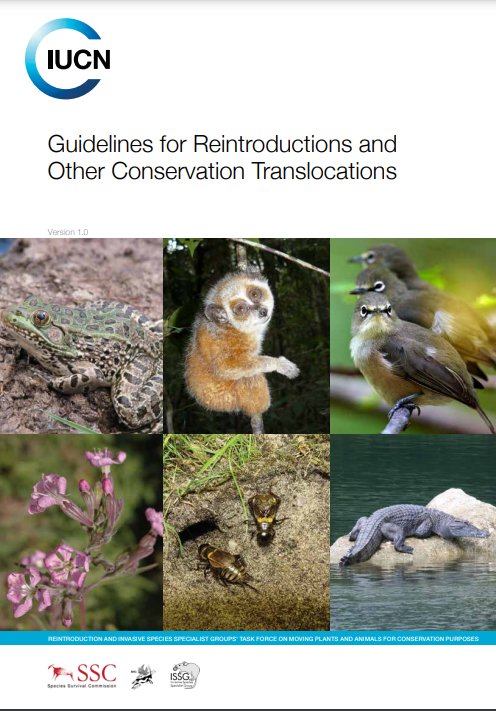 IUCN
Guidelines for Reintroductions and
Other Conservation Translocations
Version 1.0
REINTRODUCTION AND INVASIVE SPECIES SPECIALIST GROUPS' TASK FORCE ON MOVING PLANTS AND ANIMALS FOR CONSERVATION PURPOSES
SSC
Species Survival Commission
ISSG